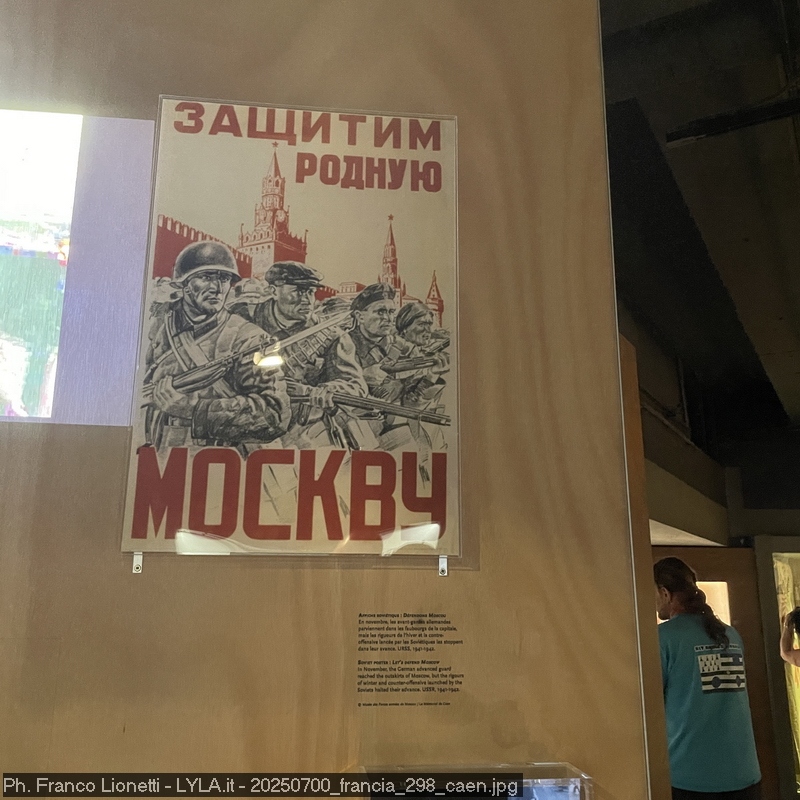 ЗАЩИТИМ
РОДНУЮ
МОСКВУ
Affiche soviétique : Défendons Moscou
En novembre, les avant-gardes allemandes
parviennent dans les faubourgs de la capitale,
mais les rigueurs de l'hiver et la contre-
offensive lancée par les Soviétiques les stoppent
dans leur avance. URSS, 1941-1942.
Soviet poster : Let's defend Moscow
In November, the German advanced guard
reached the outskirts of Moscow, but the rigours
of winter and counter-offensive launched by the
Soviets halted their advance. USSR, 1941-1942.
Ph. Franco Lionetti - LYLA.it - 20250700_francia_298_caen.jpg